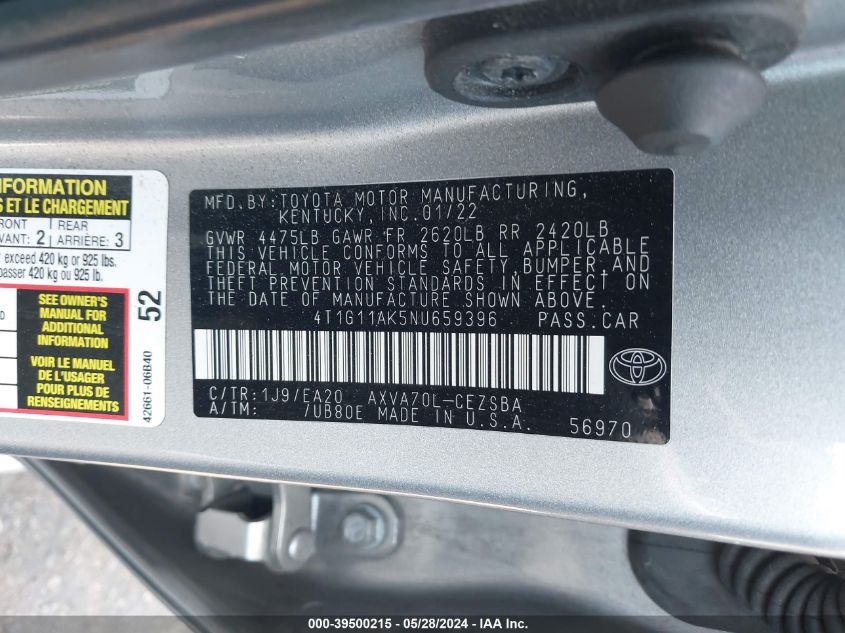 NFORMATION
S ET LE CHARGEMENT
FRONT
VANT: 2
REAR
ARRIÈRE: 3
exceed 420 kg or 925 lbs.
passer 420 kg ou 925 lb.
SEE OWNER'S
MANUAL FOR
ADDITIONAL
INFORMATION
VOIR LE MANUEL
DE L'USAGER
POUR PLUS DE
RENSEIGNEMENTS
52
42661-06B40
MFD. BY: TOYOTA MOTOR MANUFACTURING,
KENTUCKY, INC. 01/22
GVWR 4475LB GAWR FR 2620LB RR 2420LB
THIS VEHICLE CONFORMS TO ALL APPLICABLE
FEDERAL MOTOR VEHICLE SAFETY, BUMPER, AND
THEFT PREVENTION STANDARDS IN EFFECT ON
THE DATE OF MANUFACTURE SHOWN ABOVE.
4T1G11AK5NU659396 PASS. CAR
C/TR: 1J9/EA20 AXVA70L-CEZSBA
A/TM: 7UB80E MADE IN U.S.A. 56970
000-39500215 - 05/28/2024 - IAA Inc.